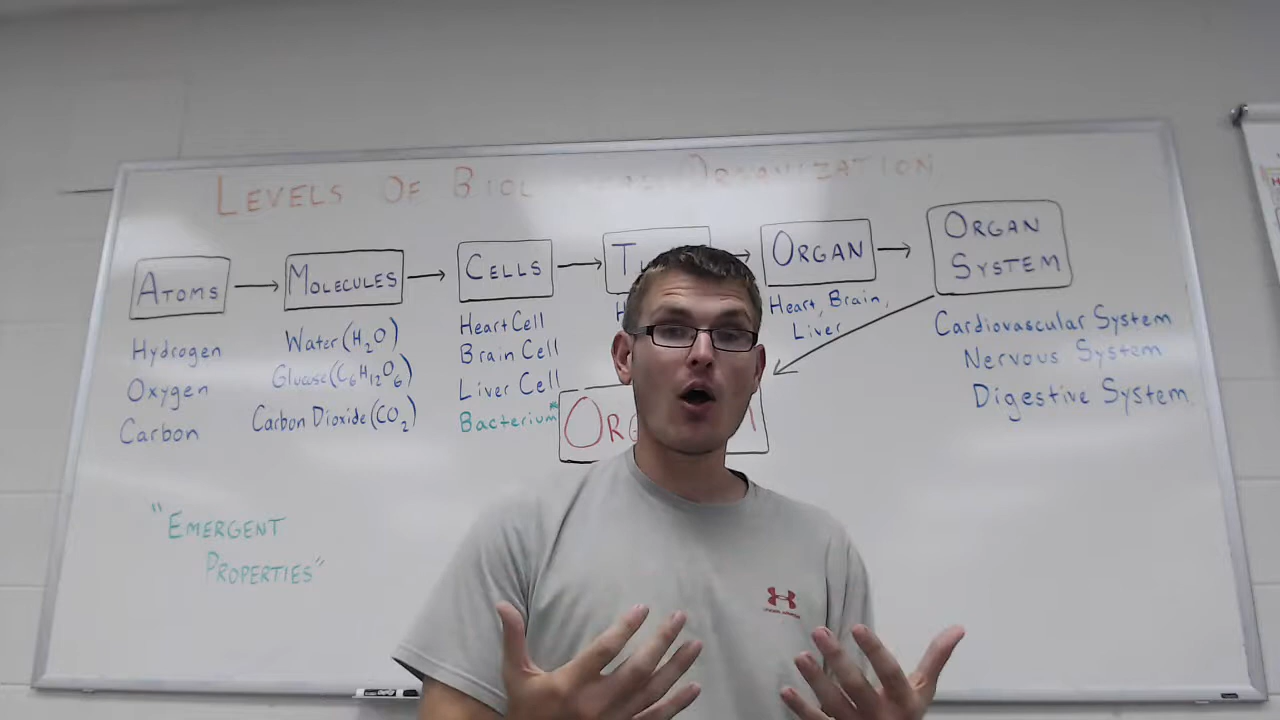 LEVELS OF ORGANIZATION
ATOMS
Hydrogen
Oxygen
Carbon
MOLECULES
Water (H₂O)
Glucose (C₆H₁₂O₆)
Carbon Dioxide (CO₂)
CELLS
Heart Cell
Brain Cell
Liver Cell
Bacterium*
ORGAN
Heart, Brain,
Liver
ORGAN
SYSTEM
Cardiovascular System
Nervous System
Digestive System
"EMERGENT
PROPERTIES"